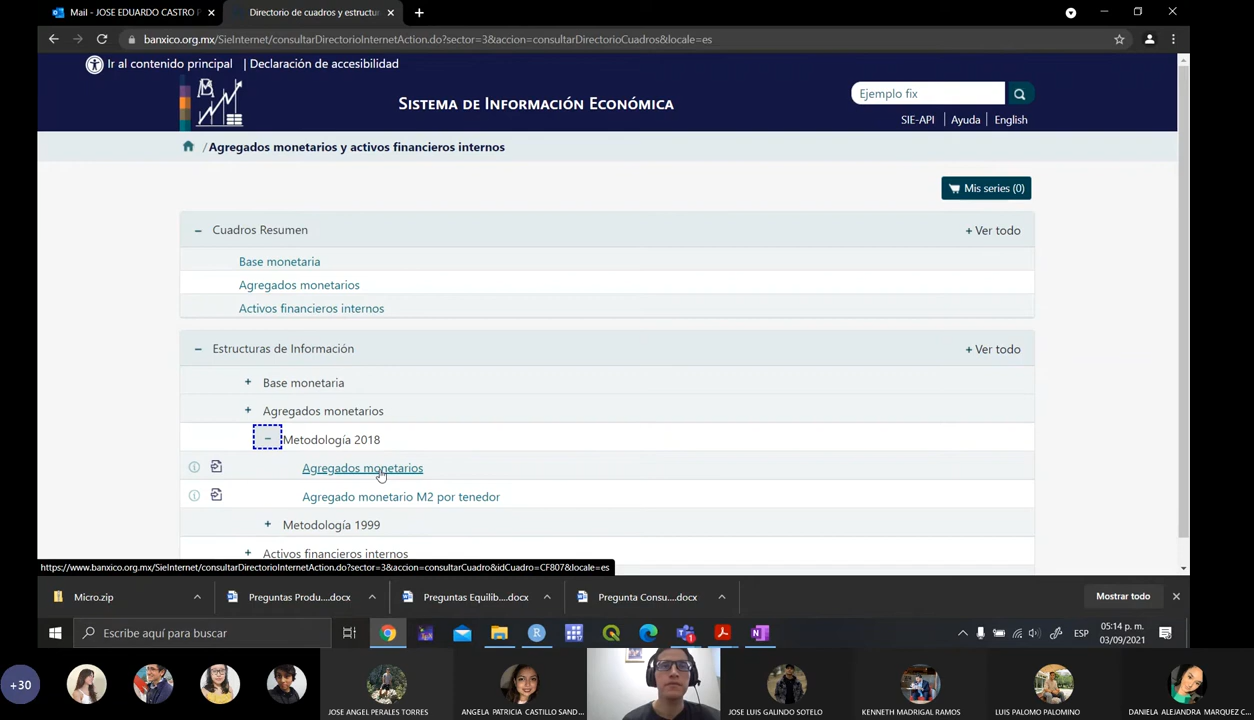 Mail - JOSE EDUARDO CASTRO P
Directorio de cuadros y estructur
banxico.org.mx/SieInternet/consultarDirectorioInternetAction.do?sector=3&accion=consultarDirectorioCuadros&locale=es
Ir al contenido principal | Declaración de accesibilidad
SISTEMA DE INFORMACIÓN ECONÓMICA
Ejemplo fix
SIE-API | Ayuda | English
/Agregados monetarios y activos financieros internos
Mis series (0)
− Cuadros Resumen + Ver todo
Base monetaria
Agregados monetarios
Activos financieros internos
− Estructuras de Información + Ver todo
+ Base monetaria
+ Agregados monetarios
− Metodología 2018
Agregados monetarios
Agregado monetario M2 por tenedor
+ Metodología 1999
+ Activos financieros internos
https://www.banxico.org.mx/SieInternet/consultarDirectorioInternetAction.do?sector=3&accion=consultarCuadro&idCuadro=CF807&locale=es
Micro.zip
Preguntas Produ....docx
Preguntas Equilib....docx
Pregunta Consu....docx
Mostrar todo
Escribe aquí para buscar
ESP
05:14 p. m.
03/09/2021
+30
JOSE ANGEL PERALES TORRES
ANGELA PATRICIA CASTILLO SAND...
JOSE LUIS GALINDO SOTELO
KENNETH MADRIGAL RAMOS
LUIS PALOMO PALOMINO
DANIELA ALEJANDRA MARQUEZ C...